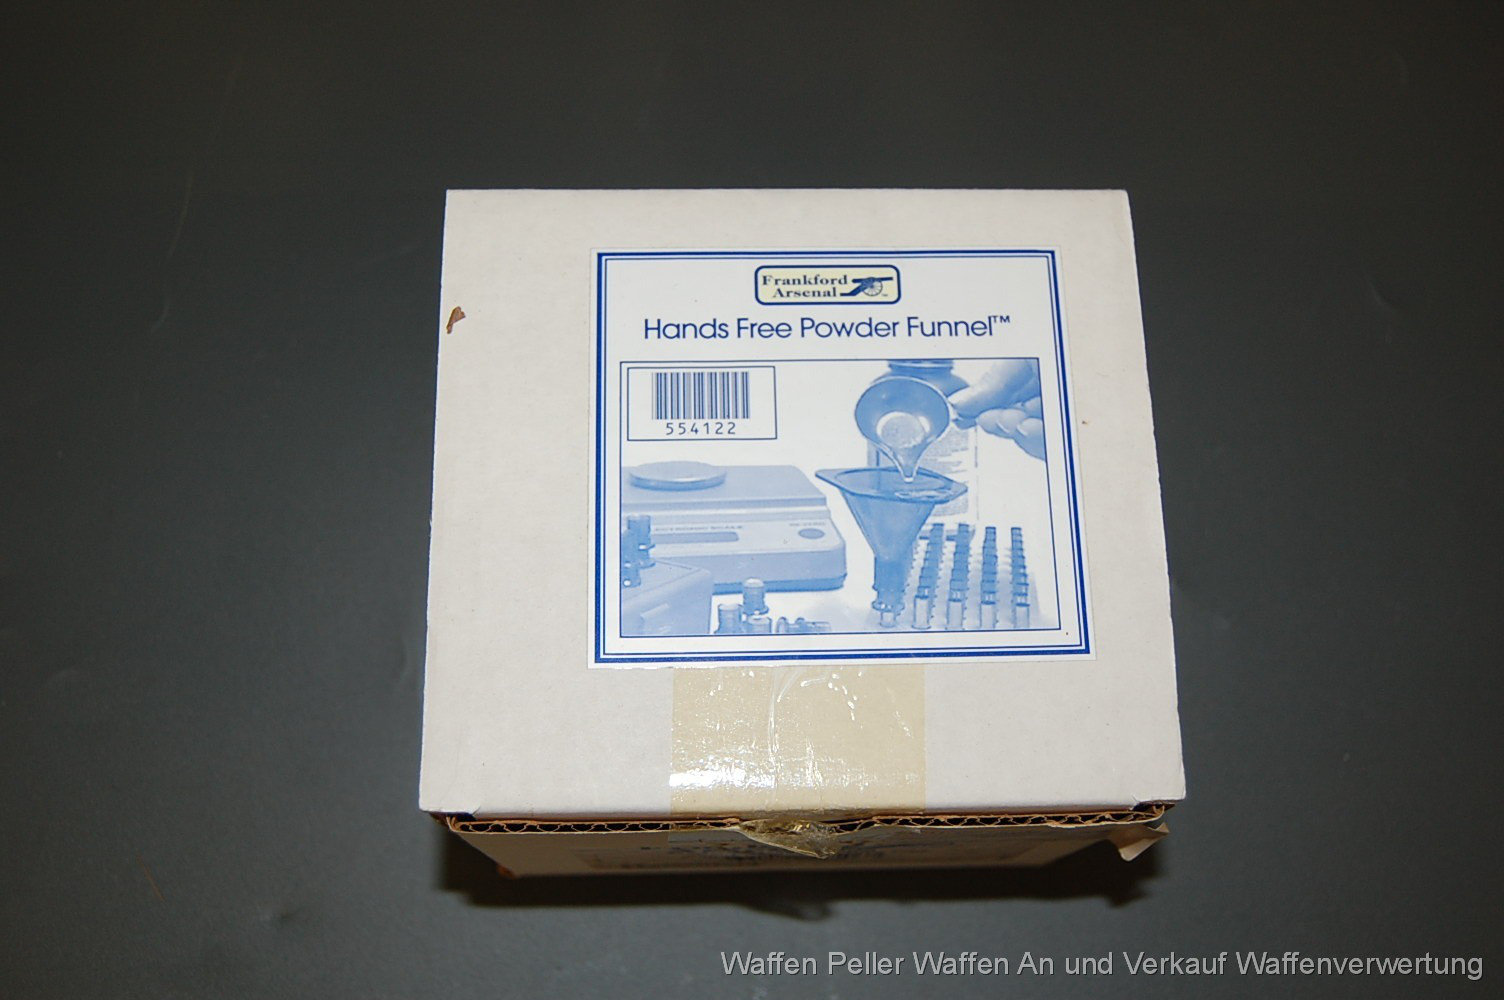 Frankford
Arsenal
Hands Free Powder Funnel™
554122
Waffen Peller Waffen An und Verkauf Waffenverwertung